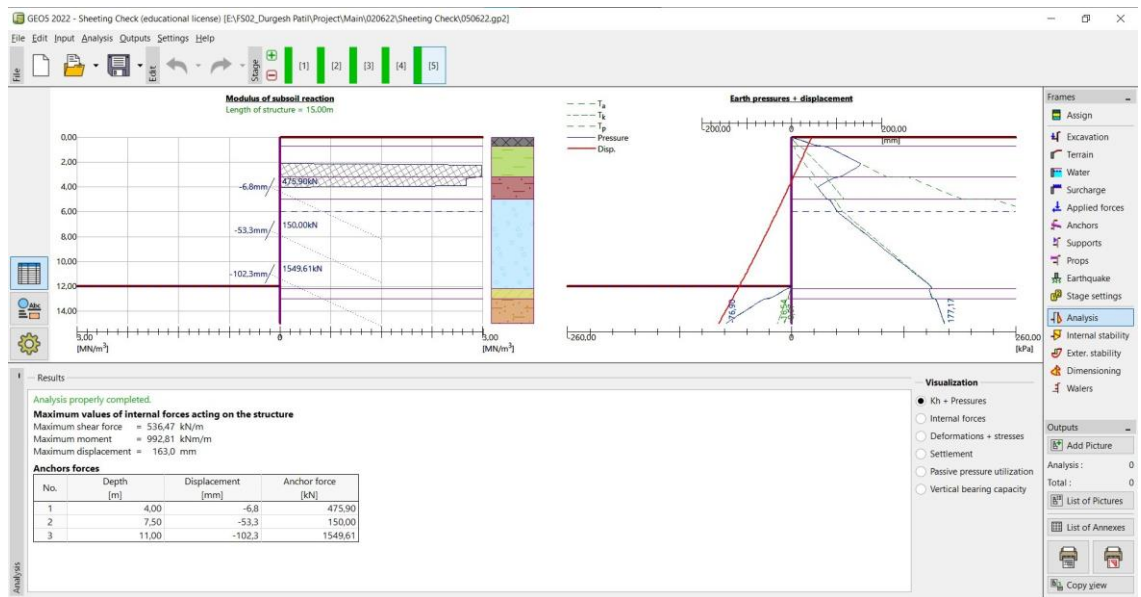 GEO5 2022 - Sheeting Check (educational license) [E:\FS02_Durgesh Patil\Project\Main\020622\Sheeting Check\050622.gp2]
File Edit Input Analysis Outputs Settings Help
File
Edit
Stage
[1] [2] [3] [4] [5]
Modulus of subsoil reaction
Length of structure = 15.00m
0,00
2,00
4,00
6,00
8,00
10,00
12,00
14,00
-6.8mm 475,90kN
-53,3mm 150.00kN
-102,3mm 1549,61kN
3,00 0 3,00
[MN/m³] [MN/m³]
Ta
Tk
Tp
Pressure
Disp.
Earth pressures + displacement
-200,00 0 200,00
[mm]
-76,90
177,17
-260,00 0 260,00
[kPa]
Frames
Assign
Excavation
Terrain
Water
Surcharge
Applied forces
Anchors
Supports
Props
Earthquake
Stage settings
Analysis
Internal stability
Exter. stability
Dimensioning
Walers
Outputs
Add Picture
Analysis : 0
Total : 0
List of Pictures
List of Annexes
Copy view
Abc
Analysis
Results
Analysis properly completed.
Maximum values of internal forces acting on the structure
Maximum shear force = 536,47 kN/m
Maximum moment = 992,81 kNm/m
Maximum displacement = 163,0 mm
Anchors forces
No. Depth Displacement Anchor force
[m] [mm] [kN]
1 4,00 -6,8 475,90
2 7,50 -53,3 150,00
3 11,00 -102,3 1549,61
Visualization
Kh + Pressures
Internal forces
Deformations + stresses
Settlement
Passive pressure utilization
Vertical bearing capacity